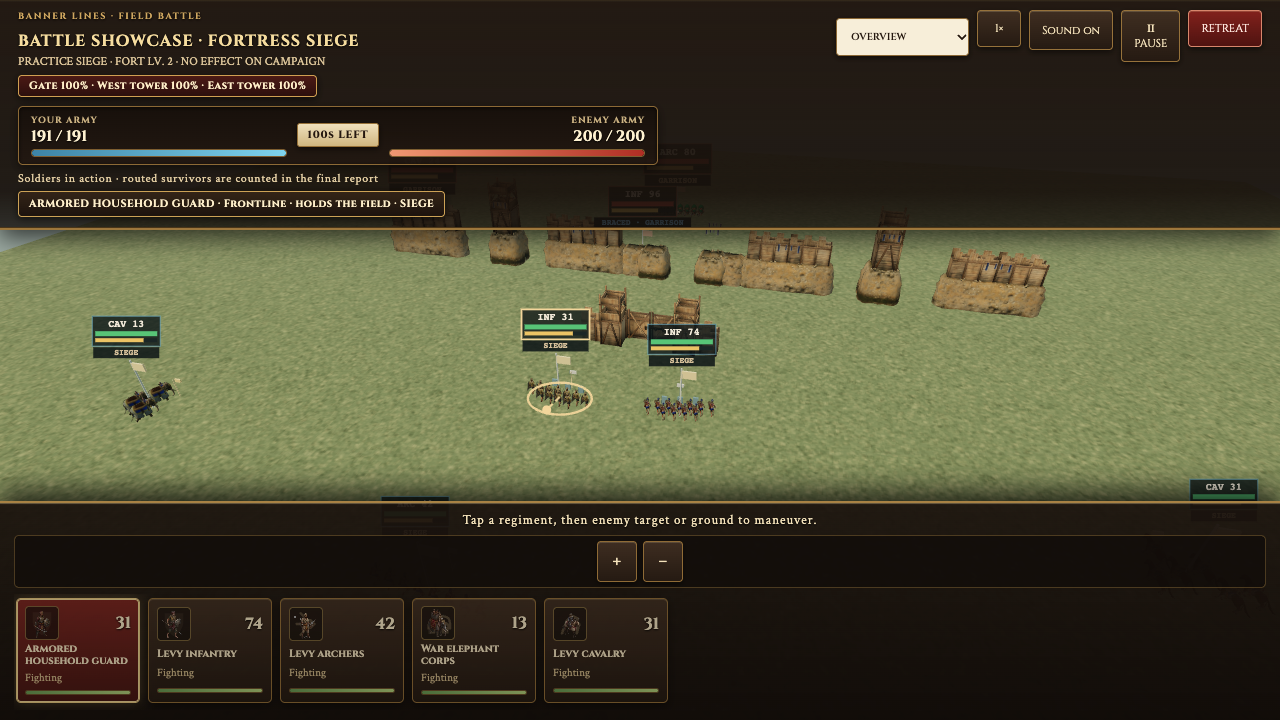 BANNER LINES · FIELD BATTLE
BATTLE SHOWCASE · FORTRESS SIEGE
PRACTICE SIEGE · FORT LV. 2 · NO EFFECT ON CAMPAIGN
GATE 100% · WEST TOWER 100% · EAST TOWER 100%
OVERVIEW
1×
SOUND ON
PAUSE
RETREAT
YOUR ARMY
191 / 191
100S LEFT
ENEMY ARMY
200 / 200
Soldiers in action · routed survivors are counted in the final report
ARMORED HOUSEHOLD GUARD · FRONTLINE · HOLDS THE FIELD · SIEGE
GARRISON
INF 96
BRACED · GARRISON
CAV 13
SIEGE
INF 31
SIEGE
INF 74
SIEGE
CAV 31
SIEGE
Tap a regiment, then enemy target or ground to maneuver.
+
−
31
ARMORED HOUSEHOLD GUARD
Fighting
74
LEVY INFANTRY
Fighting
42
LEVY ARCHERS
Fighting
13
WAR ELEPHANT CORPS
Fighting
31
LEVY CAVALRY
Fighting